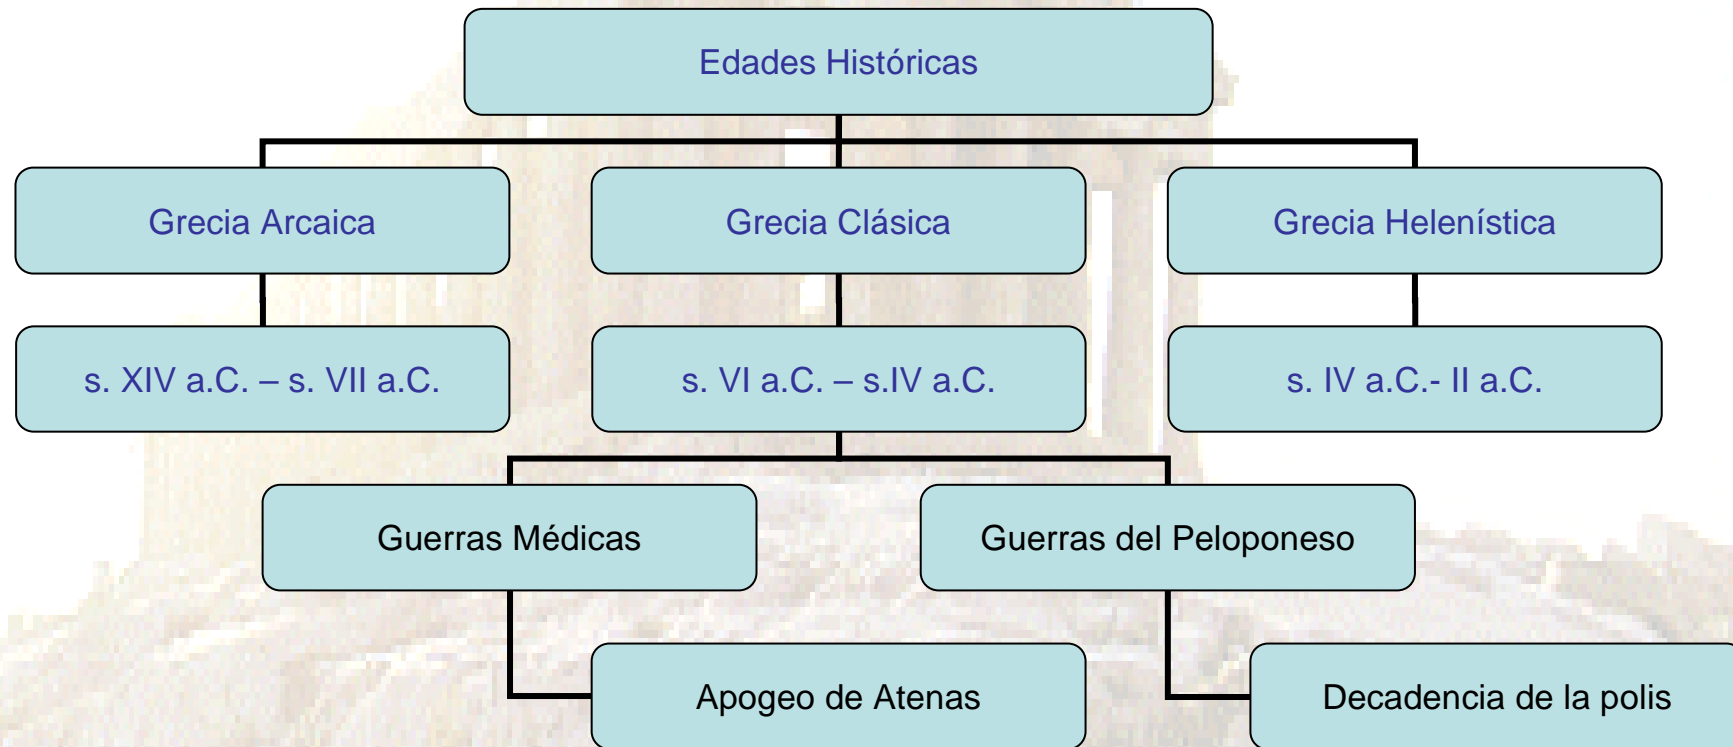 Edades Históricas
Grecia Arcaica
Grecia Clásica
Grecia Helenística
s. XIV a.C. – s. VII a.C.
s. VI a.C. – s.IV a.C.
s. IV a.C.- II a.C.
Guerras Médicas
Guerras del Peloponeso
Apogeo de Atenas
Decadencia de la polis